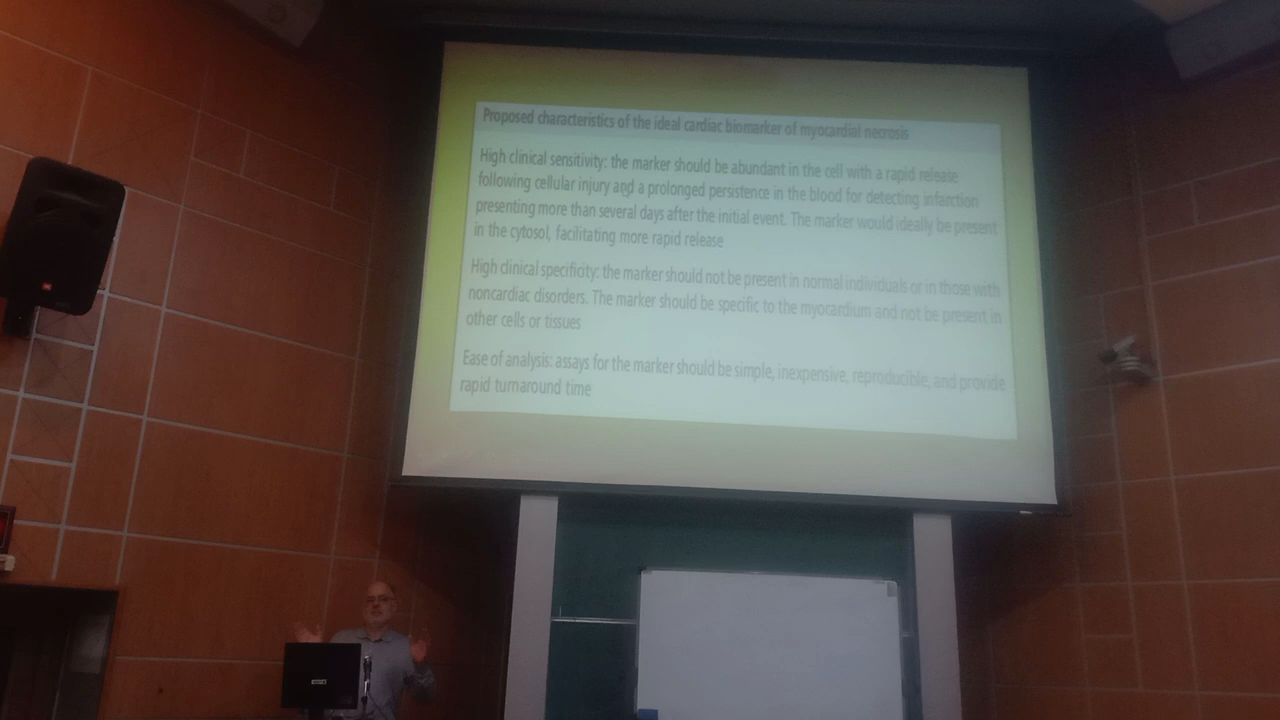 Proposed characteristics of the ideal cardiac biomarker of myocardial necrosis
High clinical sensitivity: the marker should be abundant in the cell with a rapid release
following cellular injury and a prolonged persistence in the blood for detecting infarction
presenting more than several days after the initial event. The marker would ideally be present
in the cytosol, facilitating more rapid release
High clinical specificity: the marker should not be present in normal individuals or in those with
noncardiac disorders. The marker should be specific to the myocardium and not be present in
other cells or tissues
Ease of analysis: assays for the marker should be simple, inexpensive, reproducible, and provide
rapid turnaround time